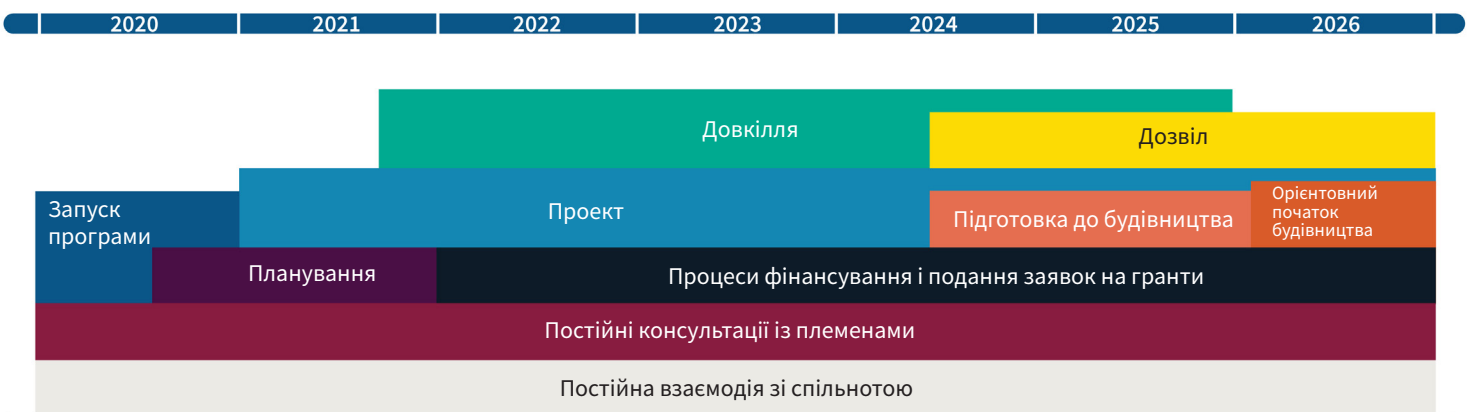 2020 2021 2022 2023 2024 2025 2026
Довкілля
Дозвіл
Запуск
програми
Проект
Підготовка до будівництва
Орієнтовний
початок
будівництва
Планування
Процеси фінансування і подання заявок на гранти
Постійні консультації із племенами
Постійна взаємодія зі спільнотою